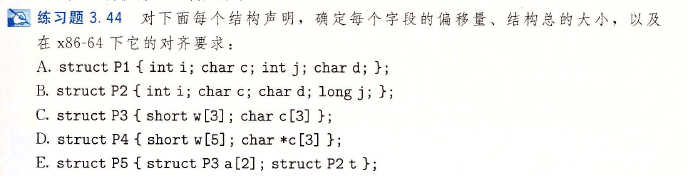 练习题 3.44 对下面每个结构声明，确定每个字段的偏移量、结构总的大小，以及
在 x86-64 下它的对齐要求：
A. struct P1 { int i; char c; int j; char d; };
B. struct P2 { int i; char c; char d; long j; };
C. struct P3 { short w[3]; char c[3] };
D. struct P4 { short w[5]; char *c[3] };
E. struct P5 { struct P3 a[2]; struct P2 t };